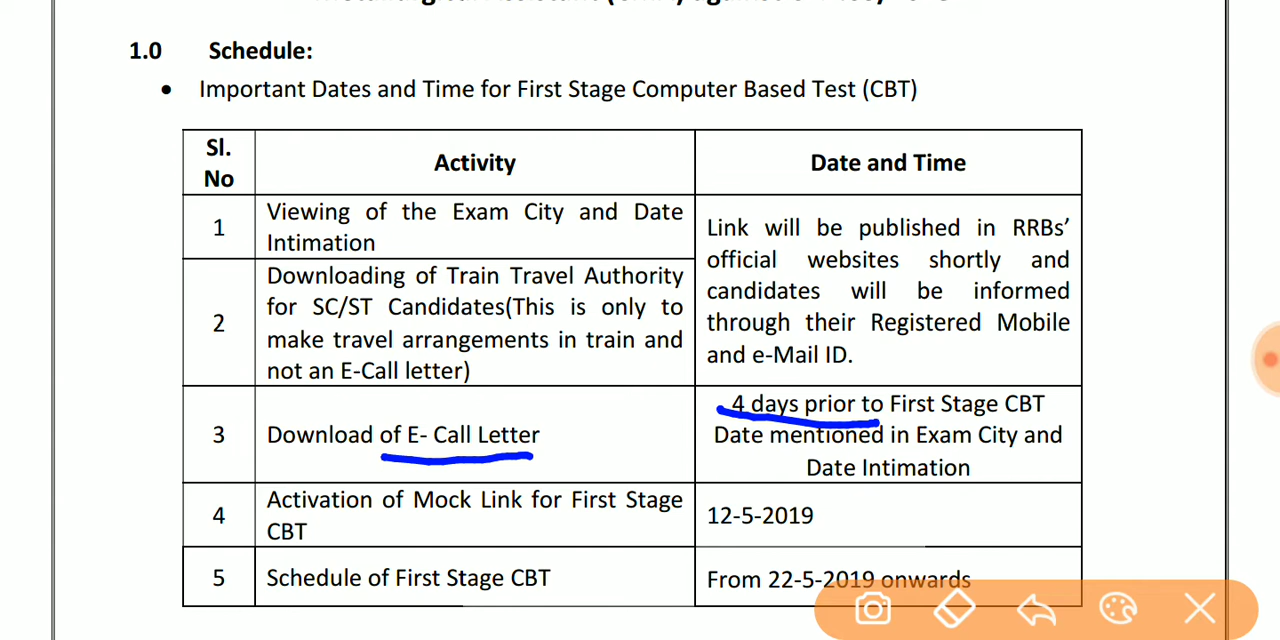 1.0 Schedule:
• Important Dates and Time for First Stage Computer Based Test (CBT)
Sl.
No
Activity
Date and Time
1
Viewing of the Exam City and Date
Intimation
Link will be published in RRBs’
official websites shortly and
candidates will be informed
through their Registered Mobile
and e-Mail ID.
2
Downloading of Train Travel Authority
for SC/ST Candidates(This is only to
make travel arrangements in train and
not an E-Call letter)
3
Download of E- Call Letter
4 days prior to First Stage CBT
Date mentioned in Exam City and
Date Intimation
4
Activation of Mock Link for First Stage
CBT
12-5-2019
5
Schedule of First Stage CBT
From 22-5-2019 onwards